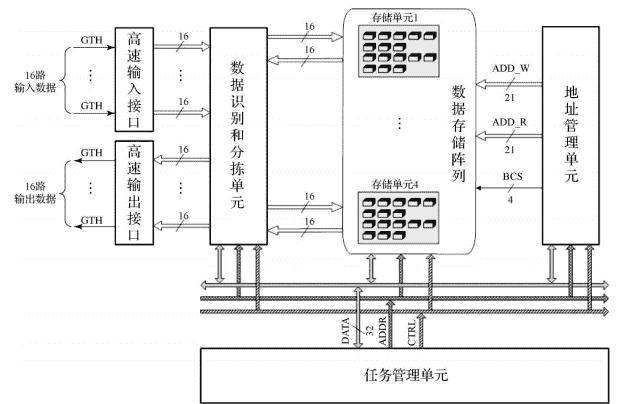 16路
输入数据
GTH
⋮
GTH
高速输入接口
16
⋮
16
16路
输出数据
GTH
⋮
GTH
高速输出接口
16
⋮
16
数据识别和分拣单元
16
16
16
16
存储单元1
⋮
存储单元4
数据存储阵列
ADD_W
21
ADD_R
21
BCS
4
地址管理单元
DATA
32
ADDR
CTRL
任务管理单元